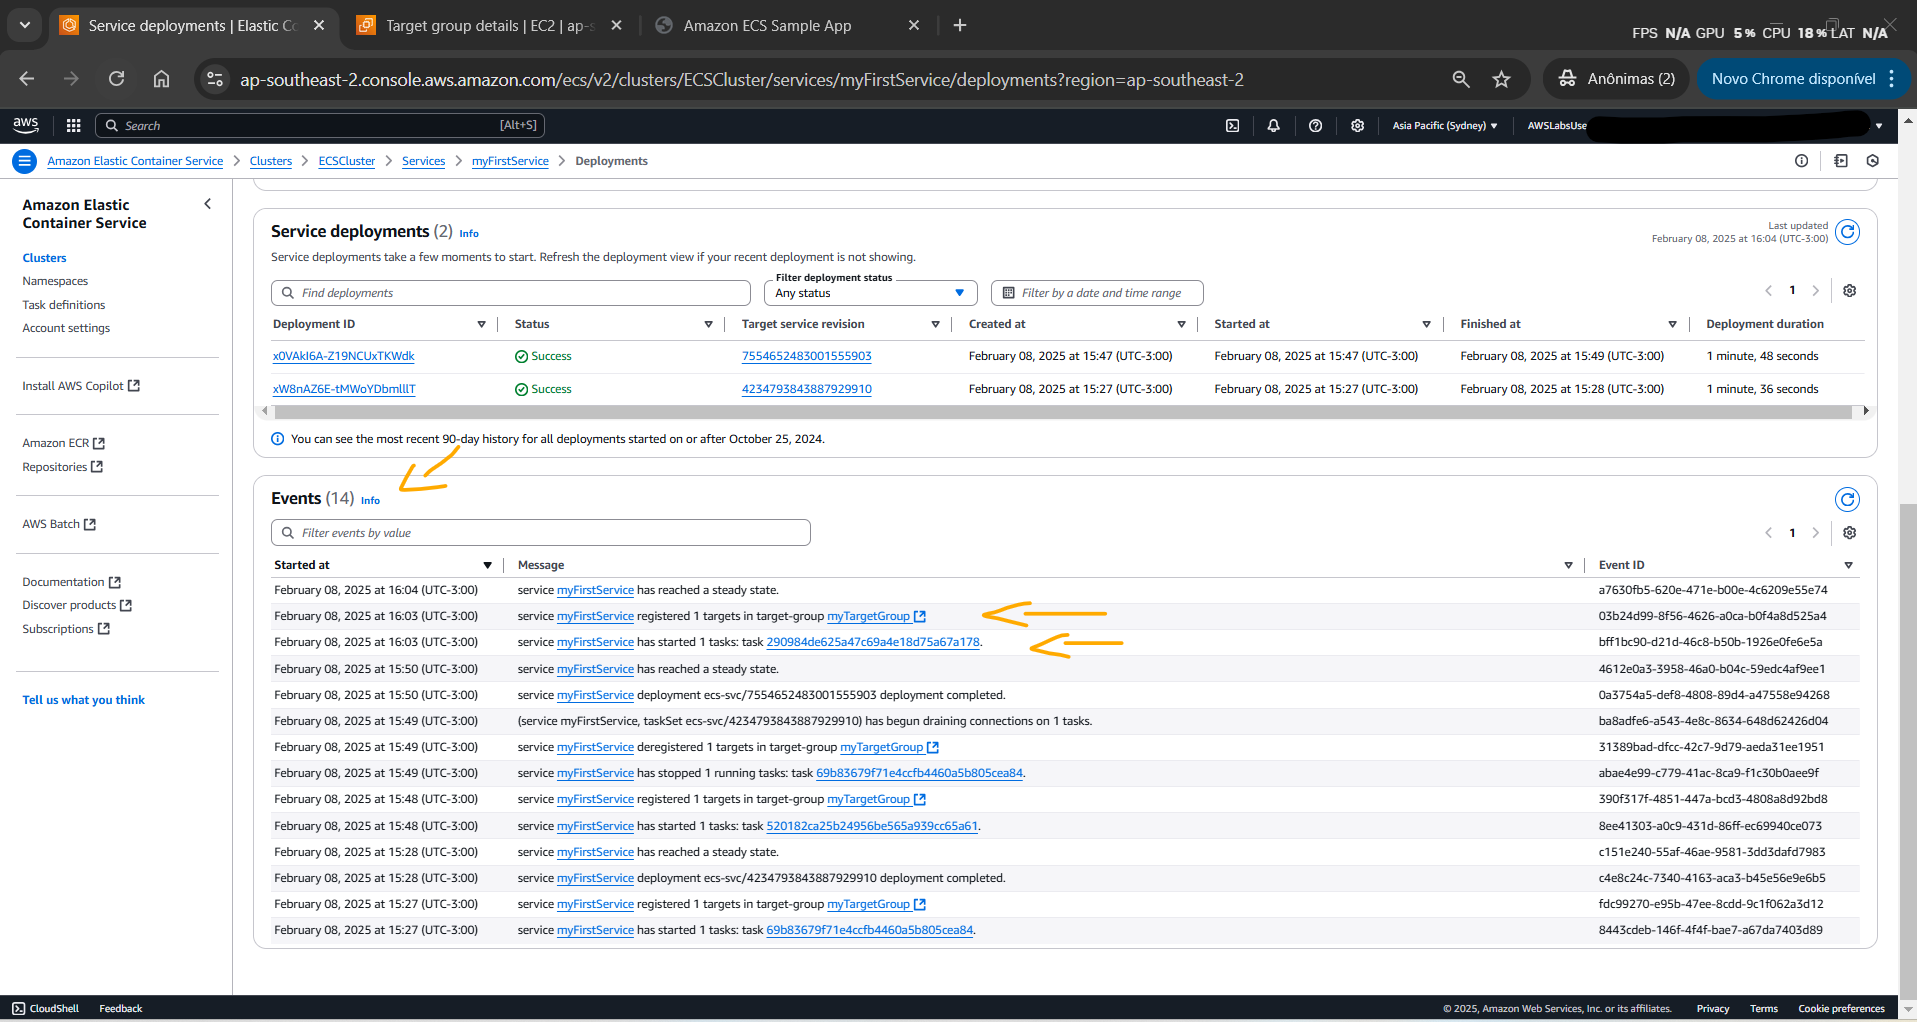 Service deployments | Elastic Co
Target group details | EC2 | ap-s
Amazon ECS Sample App
FPS N/A GPU 5% CPU 18% LAT N/A
ap-southeast-2.console.aws.amazon.com/ecs/v2/clusters/ECSCluster/services/myFirstService/deployments?region=ap-southeast-2
Anônimas (2)
Novo Chrome disponível
aws
Search
[Alt+S]
Asia Pacific (Sydney)
AWSLabsUse
Amazon Elastic Container Service
Clusters
ECSCluster
Services
myFirstService
Deployments
Amazon Elastic
Container Service
Clusters
Namespaces
Task definitions
Account settings
Install AWS Copilot
Amazon ECR
Repositories
AWS Batch
Documentation
Discover products
Subscriptions
Tell us what you think
Service deployments (2) Info
Last updated
February 08, 2025 at 16:04 (UTC-3:00)
Service deployments take a few moments to start. Refresh the deployment view if your recent deployment is not showing.
Find deployments
Filter deployment status
Any status
Filter by a date and time range
1
Deployment ID Status Target service revision Created at Started at Finished at Deployment duration
x0VAkI6A-Z19NCUxTKWdk Success 7554652483001555903 February 08, 2025 at 15:47 (UTC-3:00) February 08, 2025 at 15:47 (UTC-3:00) February 08, 2025 at 15:49 (UTC-3:00) 1 minute, 48 seconds
xW8nAZ6E-tMWoYDbmlllT Success 4234793843887929910 February 08, 2025 at 15:27 (UTC-3:00) February 08, 2025 at 15:27 (UTC-3:00) February 08, 2025 at 15:28 (UTC-3:00) 1 minute, 36 seconds
You can see the most recent 90-day history for all deployments started on or after October 25, 2024.
Events (14) Info
Filter events by value
1
Started at Message Event ID
February 08, 2025 at 16:04 (UTC-3:00) service myFirstService has reached a steady state. a7630fb5-620e-471e-b00e-4c6209e55e74
February 08, 2025 at 16:03 (UTC-3:00) service myFirstService registered 1 targets in target-group myTargetGroup 03b24d99-8f56-4626-a0ca-b0f4a8d525a4
February 08, 2025 at 16:03 (UTC-3:00) service myFirstService has started 1 tasks: task 290984de625a47c69a4e18d75a67a178. bff1bc90-d21d-46c8-b50b-1926e0fe6e5a
February 08, 2025 at 15:50 (UTC-3:00) service myFirstService has reached a steady state. 4612e0a3-3958-46a0-b04c-59edc4af9ee1
February 08, 2025 at 15:50 (UTC-3:00) service myFirstService deployment ecs-svc/7554652483001555903 deployment completed. 0a3754a5-def8-4808-89d4-a47558e94268
February 08, 2025 at 15:49 (UTC-3:00) (service myFirstService, taskSet ecs-svc/4234793843887929910) has begun draining connections on 1 tasks. ba8adfe6-a543-4e8c-8634-648d62426d04
February 08, 2025 at 15:49 (UTC-3:00) service myFirstService deregistered 1 targets in target-group myTargetGroup 31389bad-dfcc-42c7-9d79-aeda31ee1951
February 08, 2025 at 15:49 (UTC-3:00) service myFirstService has stopped 1 running tasks: task 69b83679f71e4ccfb4460a5b805cea84. abae4e99-c779-41ac-8ca9-f1c30b0aee9f
February 08, 2025 at 15:48 (UTC-3:00) service myFirstService registered 1 targets in target-group myTargetGroup 390f317f-4851-447a-bcd3-4808a8d92bd8
February 08, 2025 at 15:48 (UTC-3:00) service myFirstService has started 1 tasks: task 520182ca25b24956be565a939cc65a61. 8ee41303-a0c9-431d-86ff-ec69940ce073
February 08, 2025 at 15:28 (UTC-3:00) service myFirstService has reached a steady state. c151e240-55af-46ae-9581-3dd3dafd7983
February 08, 2025 at 15:28 (UTC-3:00) service myFirstService deployment ecs-svc/4234793843887929910 deployment completed. c4e8c24c-7340-4163-aca3-b45e56e9e6b5
February 08, 2025 at 15:27 (UTC-3:00) service myFirstService registered 1 targets in target-group myTargetGroup fdc99270-e95b-47ee-8cdd-9c1f062a3d12
February 08, 2025 at 15:27 (UTC-3:00) service myFirstService has started 1 tasks: task 69b83679f71e4ccfb4460a5b805cea84. 8443cdeb-146f-4f4f-bae7-a67da7403d89
CloudShell
Feedback
© 2025, Amazon Web Services, Inc. or its affiliates.
Privacy
Terms
Cookie preferences